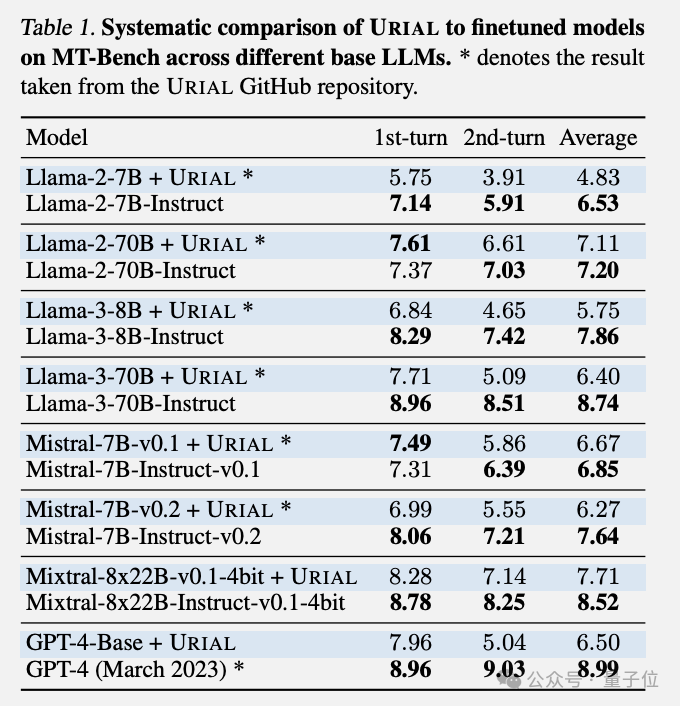 Table 1. Systematic comparison of URIAL to finetuned models
on MT-Bench across different base LLMs. * denotes the result
taken from the URIAL GitHub repository.
Model 1st-turn 2nd-turn Average
Llama-2-7B + URIAL * 5.75 3.91 4.83
Llama-2-7B-Instruct 7.14 5.91 6.53
Llama-2-70B + URIAL * 7.61 6.61 7.11
Llama-2-70B-Instruct 7.37 7.03 7.20
Llama-3-8B + URIAL * 6.84 4.65 5.75
Llama-3-8B-Instruct 8.29 7.42 7.86
Llama-3-70B + URIAL * 7.71 5.09 6.40
Llama-3-70B-Instruct 8.96 8.51 8.74
Mistral-7B-v0.1 + URIAL * 7.49 5.86 6.67
Mistral-7B-Instruct-v0.1 7.31 6.39 6.85
Mistral-7B-v0.2 + URIAL * 6.99 5.55 6.27
Mistral-7B-Instruct-v0.2 8.06 7.21 7.64
Mixtral-8x22B-v0.1-4bit + URIAL 8.28 7.14 7.71
Mixtral-8x22B-Instruct-v0.1-4bit 8.78 8.25 8.52
GPT-4-Base + URIAL 7.96 5.04 6.50
GPT-4 (March 2023) * 8.96 9.03 8.99
公众号 · 量子位